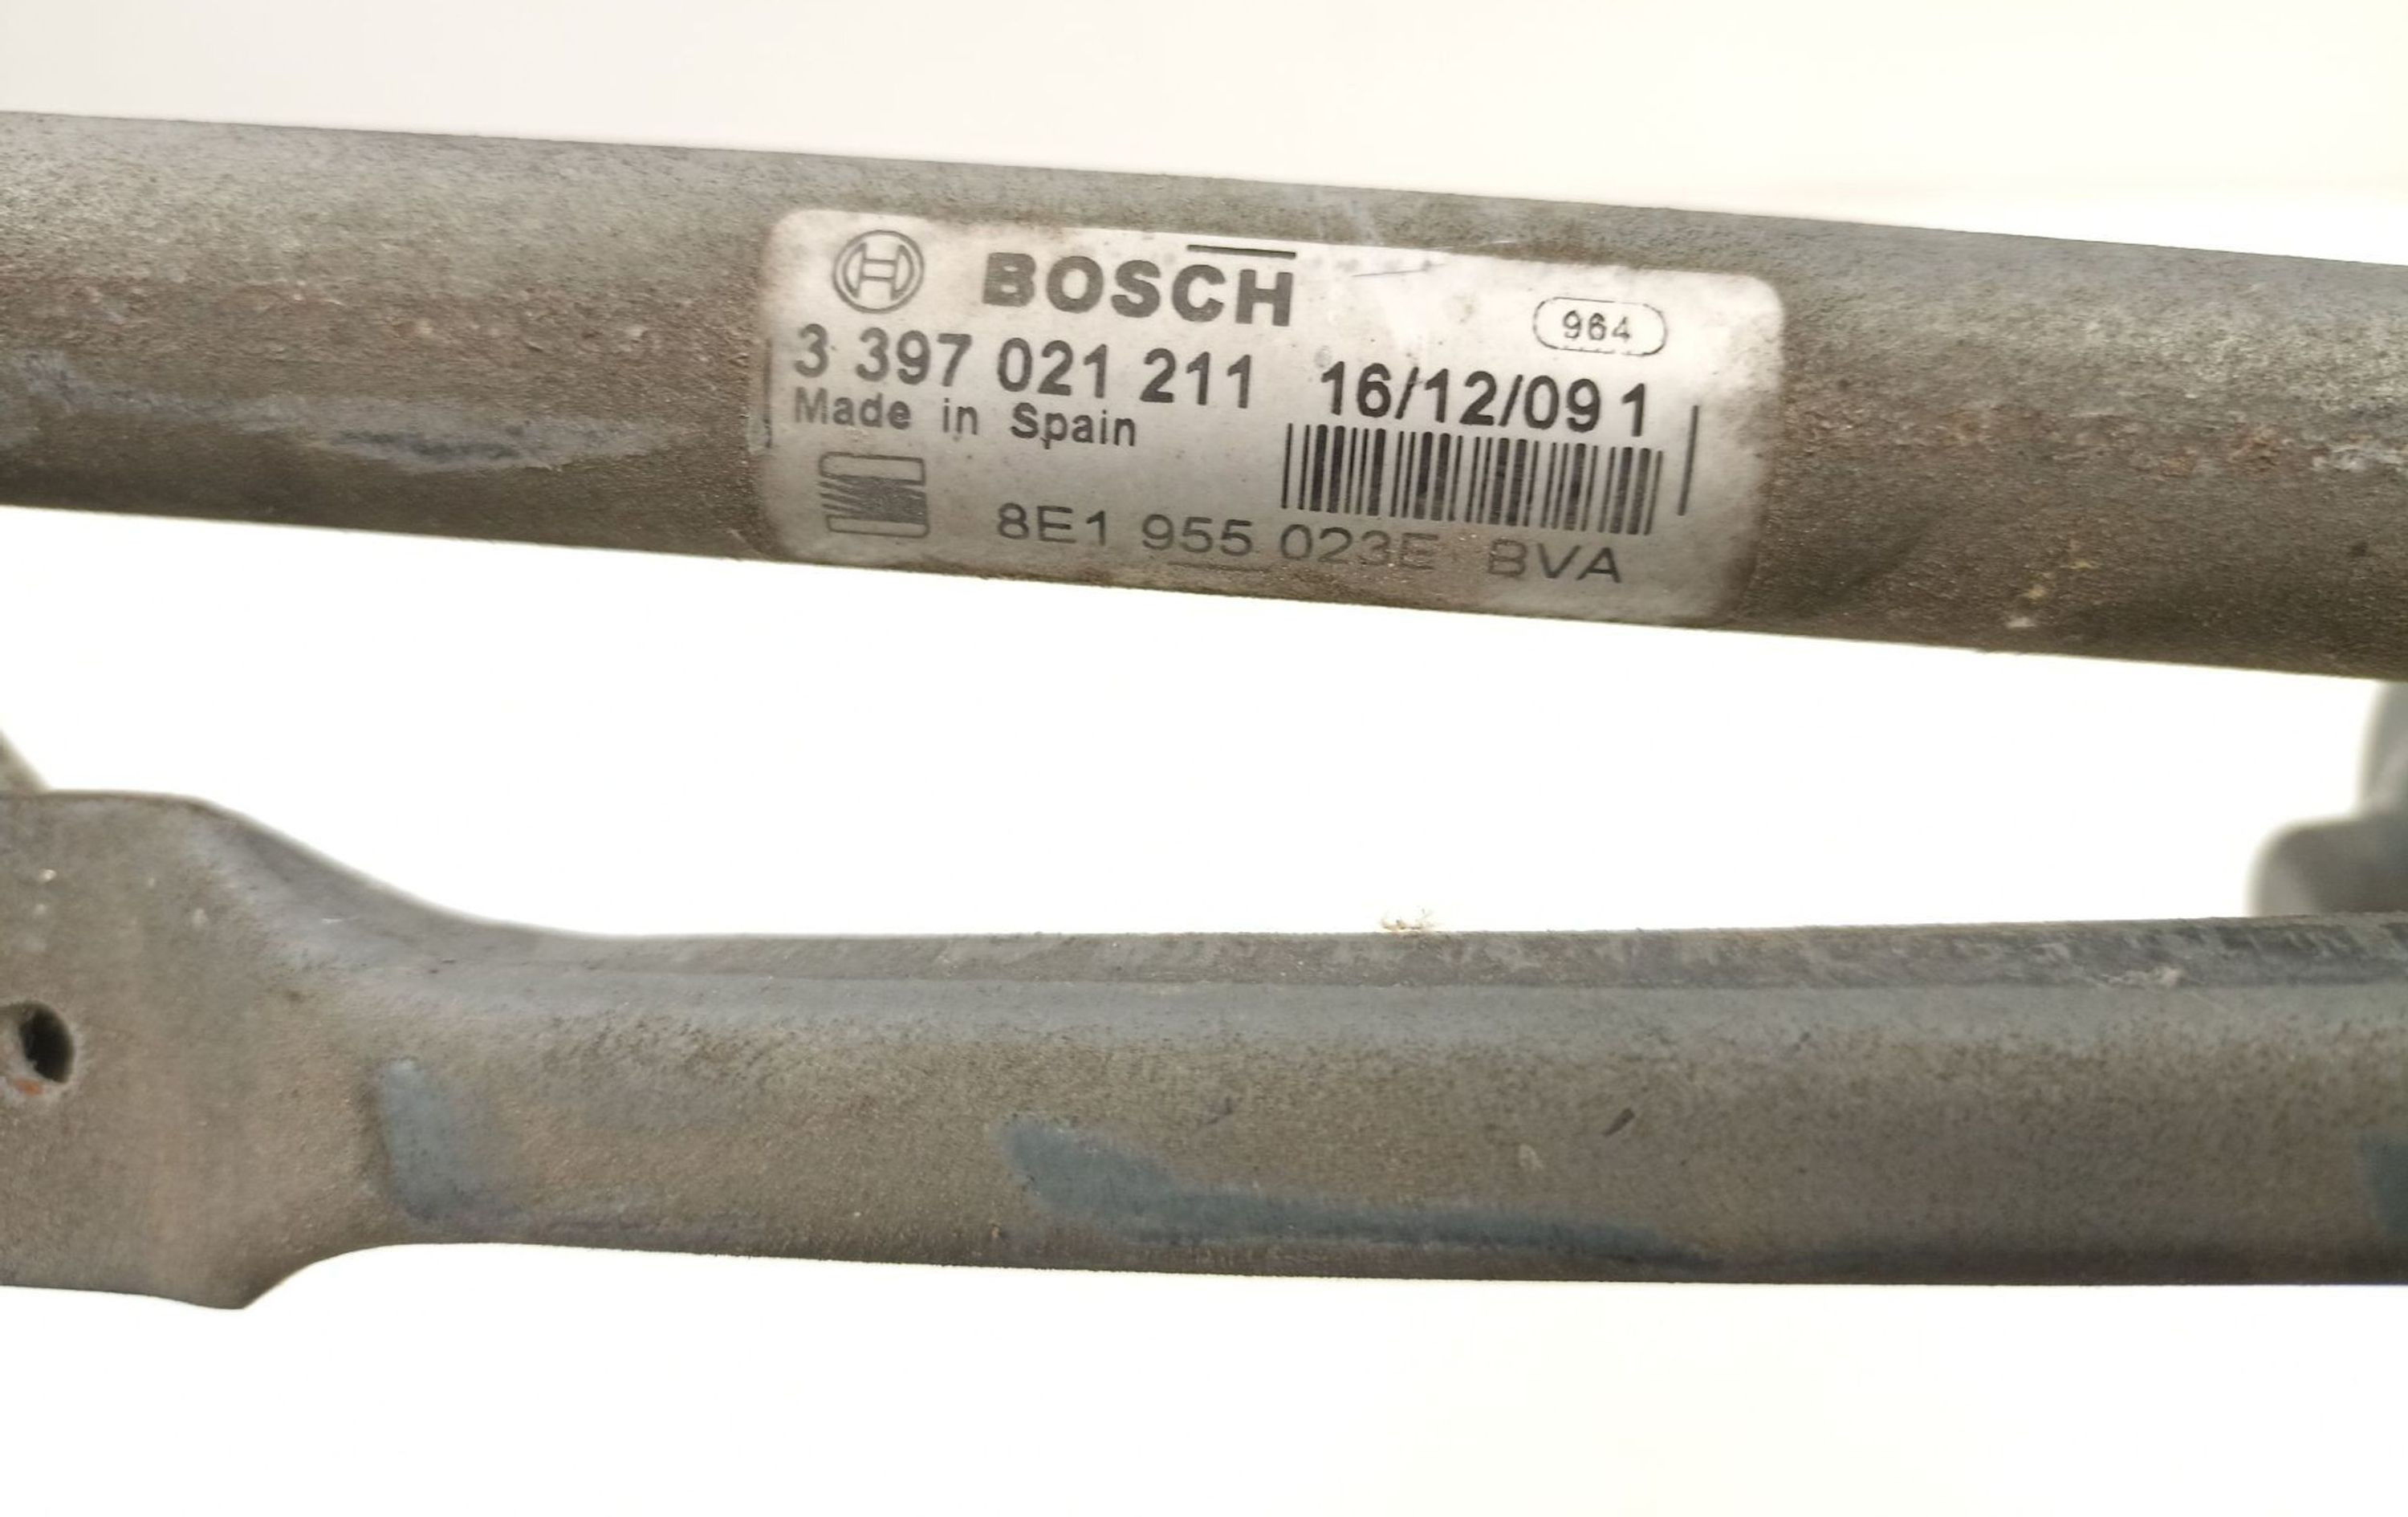 BOSCH
964
3 397 021 211 16/12/09 1
Made in Spain
8E1 955 023E BVA